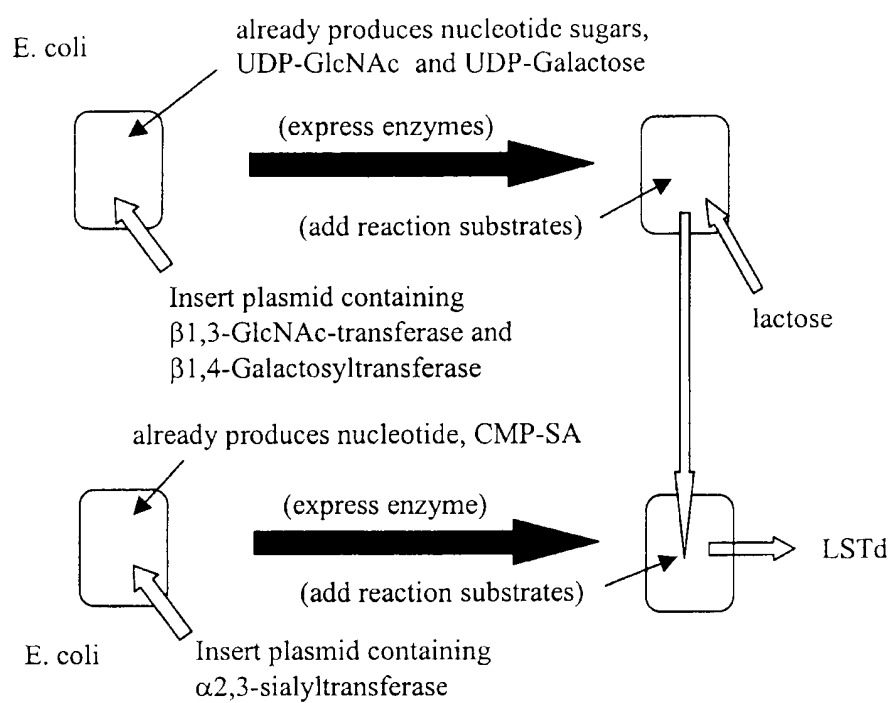 E. coli
already produces nucleotide sugars,
UDP-GlcNAc and UDP-Galactose
(express enzymes)
(add reaction substrates)
Insert plasmid containing
β1,3-GlcNAc-transferase and
β1,4-Galactosyltransferase
lactose
already produces nucleotide, CMP-SA
(express enzyme)
(add reaction substrates)
LSTd
E. coli
Insert plasmid containing
α2,3-sialyltransferase